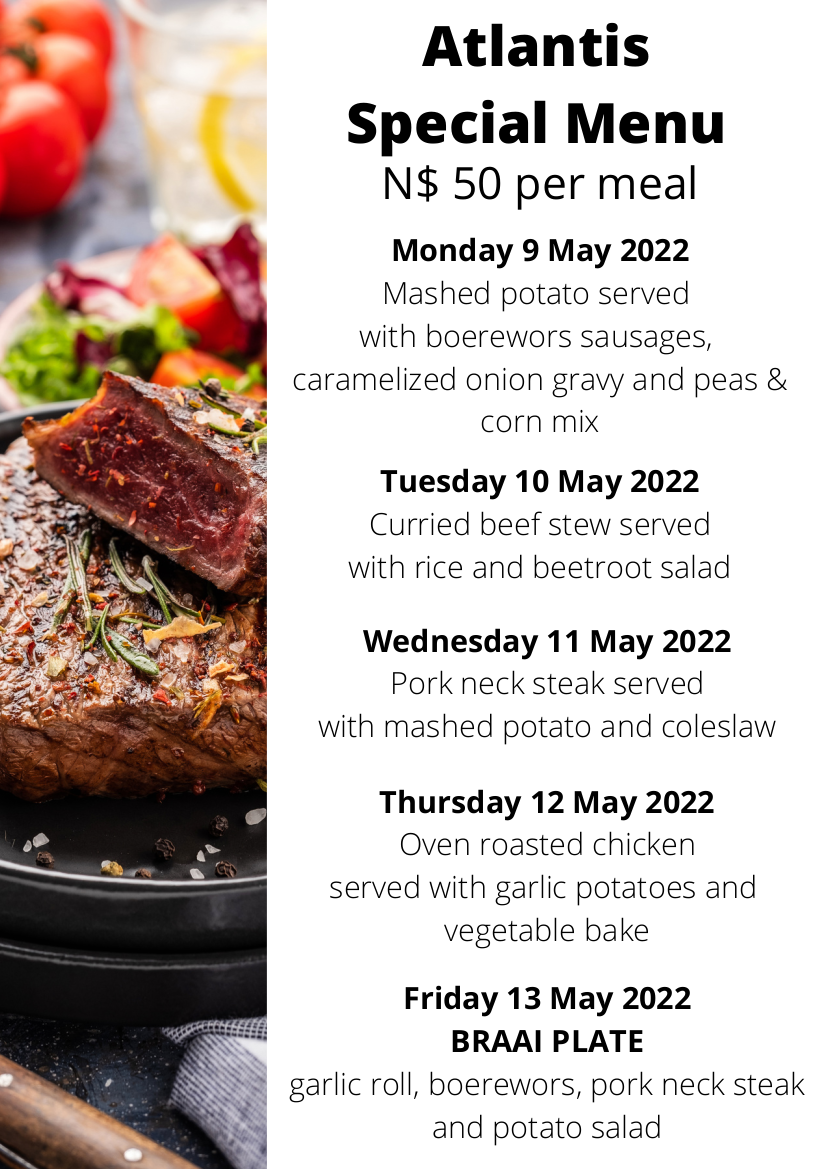 Atlantis
Special Menu
N$ 50 per meal
Monday 9 May 2022
Mashed potato served
with boerewors sausages,
caramelized onion gravy and peas &
corn mix
Tuesday 10 May 2022
Curried beef stew served
with rice and beetroot salad
Wednesday 11 May 2022
Pork neck steak served
with mashed potato and coleslaw
Thursday 12 May 2022
Oven roasted chicken
served with garlic potatoes and
vegetable bake
Friday 13 May 2022
BRAAI PLATE
garlic roll, boerewors, pork neck steak
and potato salad